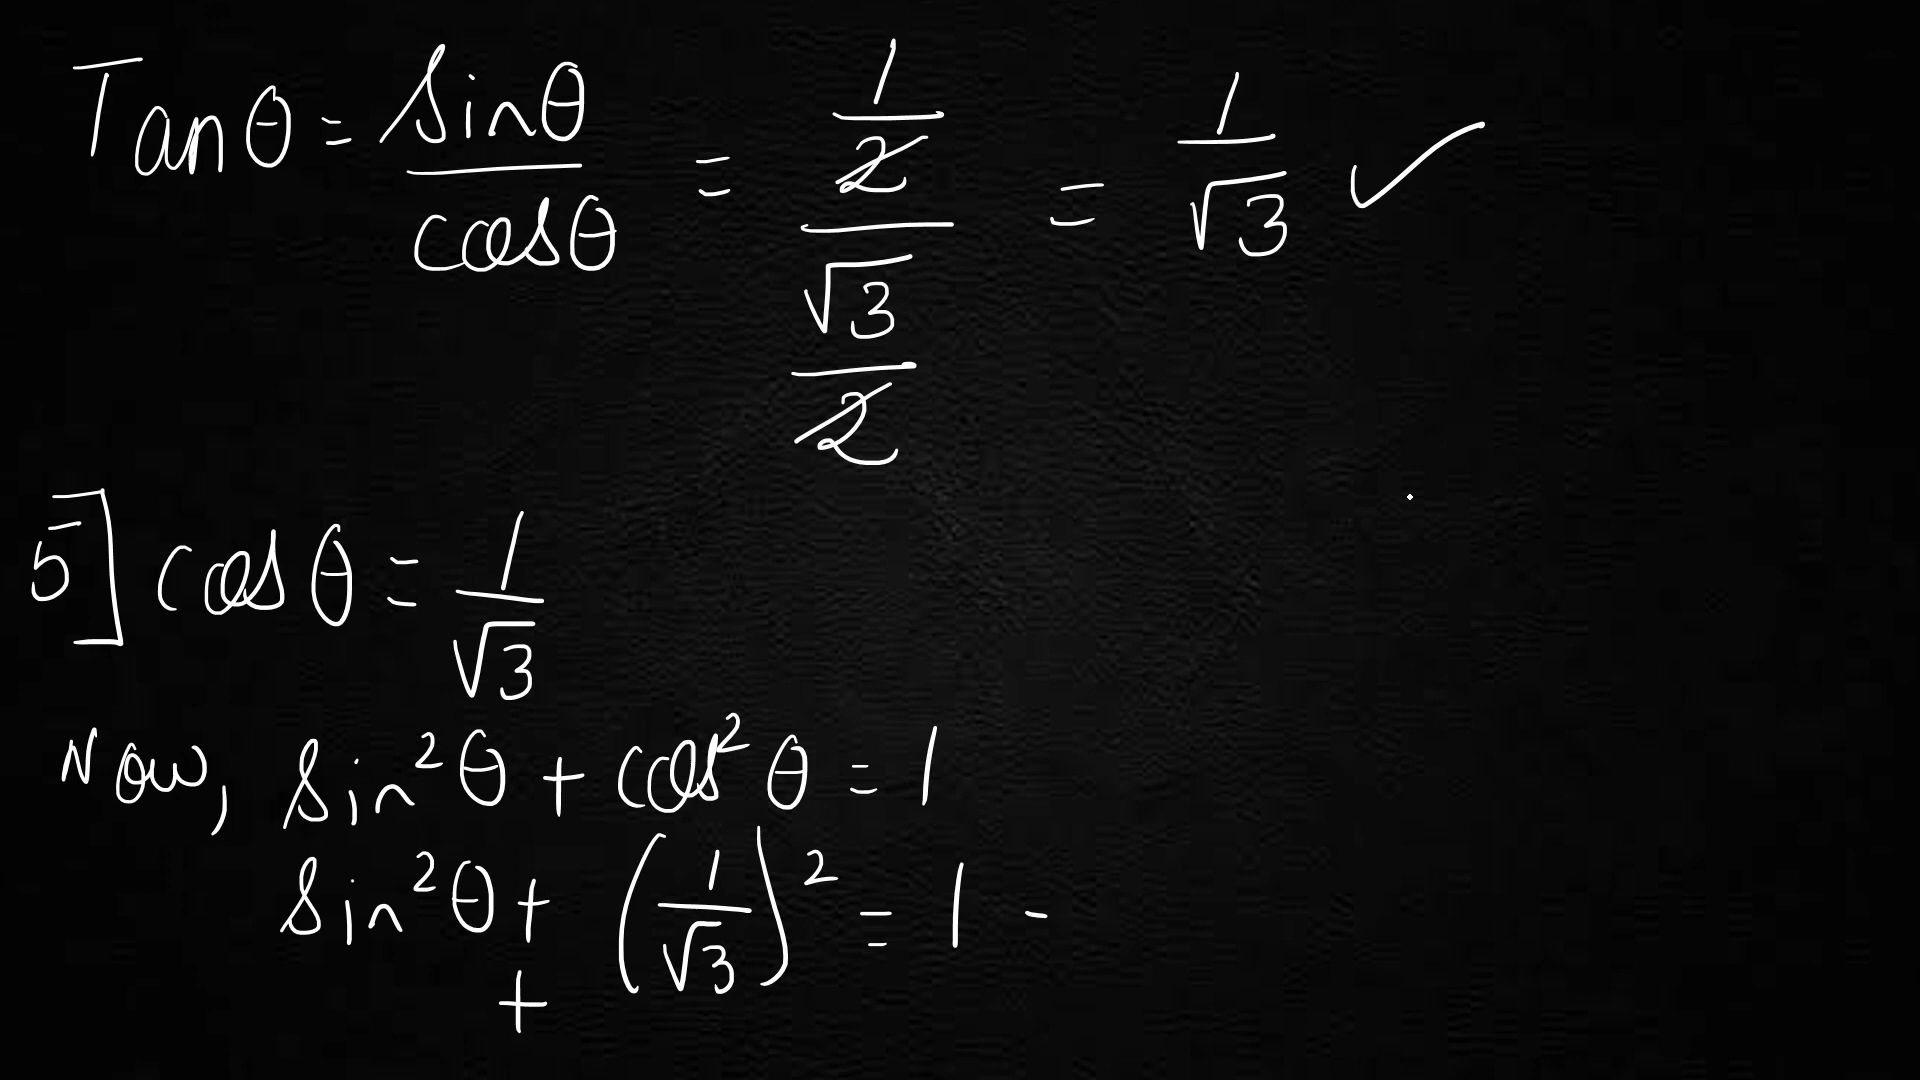 Tanθ = sinθ/cosθ = (1/2)/(√3/2) = 1/√3 ✓
5] cosθ = 1/√3
Now, sin²θ + cos²θ = 1
sin²θ + (1/√3)² = 1 -
+